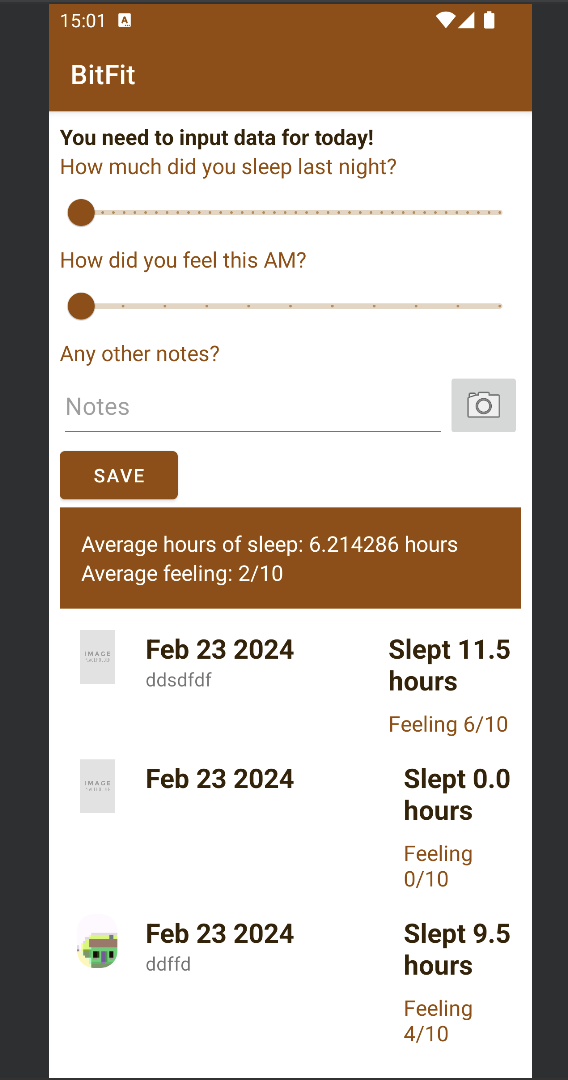 15:01 A
BitFit
You need to input data for today!
How much did you sleep last night?
How did you feel this AM?
Any other notes?
Notes
SAVE
Average hours of sleep: 6.214286 hours
Average feeling: 2/10
IMAGE
Feb 23 2024
Slept 11.5
hours
ddsdfdf
Feeling 6/10
IMAGE
Feb 23 2024
Slept 0.0
hours
Feeling
0/10
Feb 23 2024
Slept 9.5
hours
ddffd
Feeling
4/10